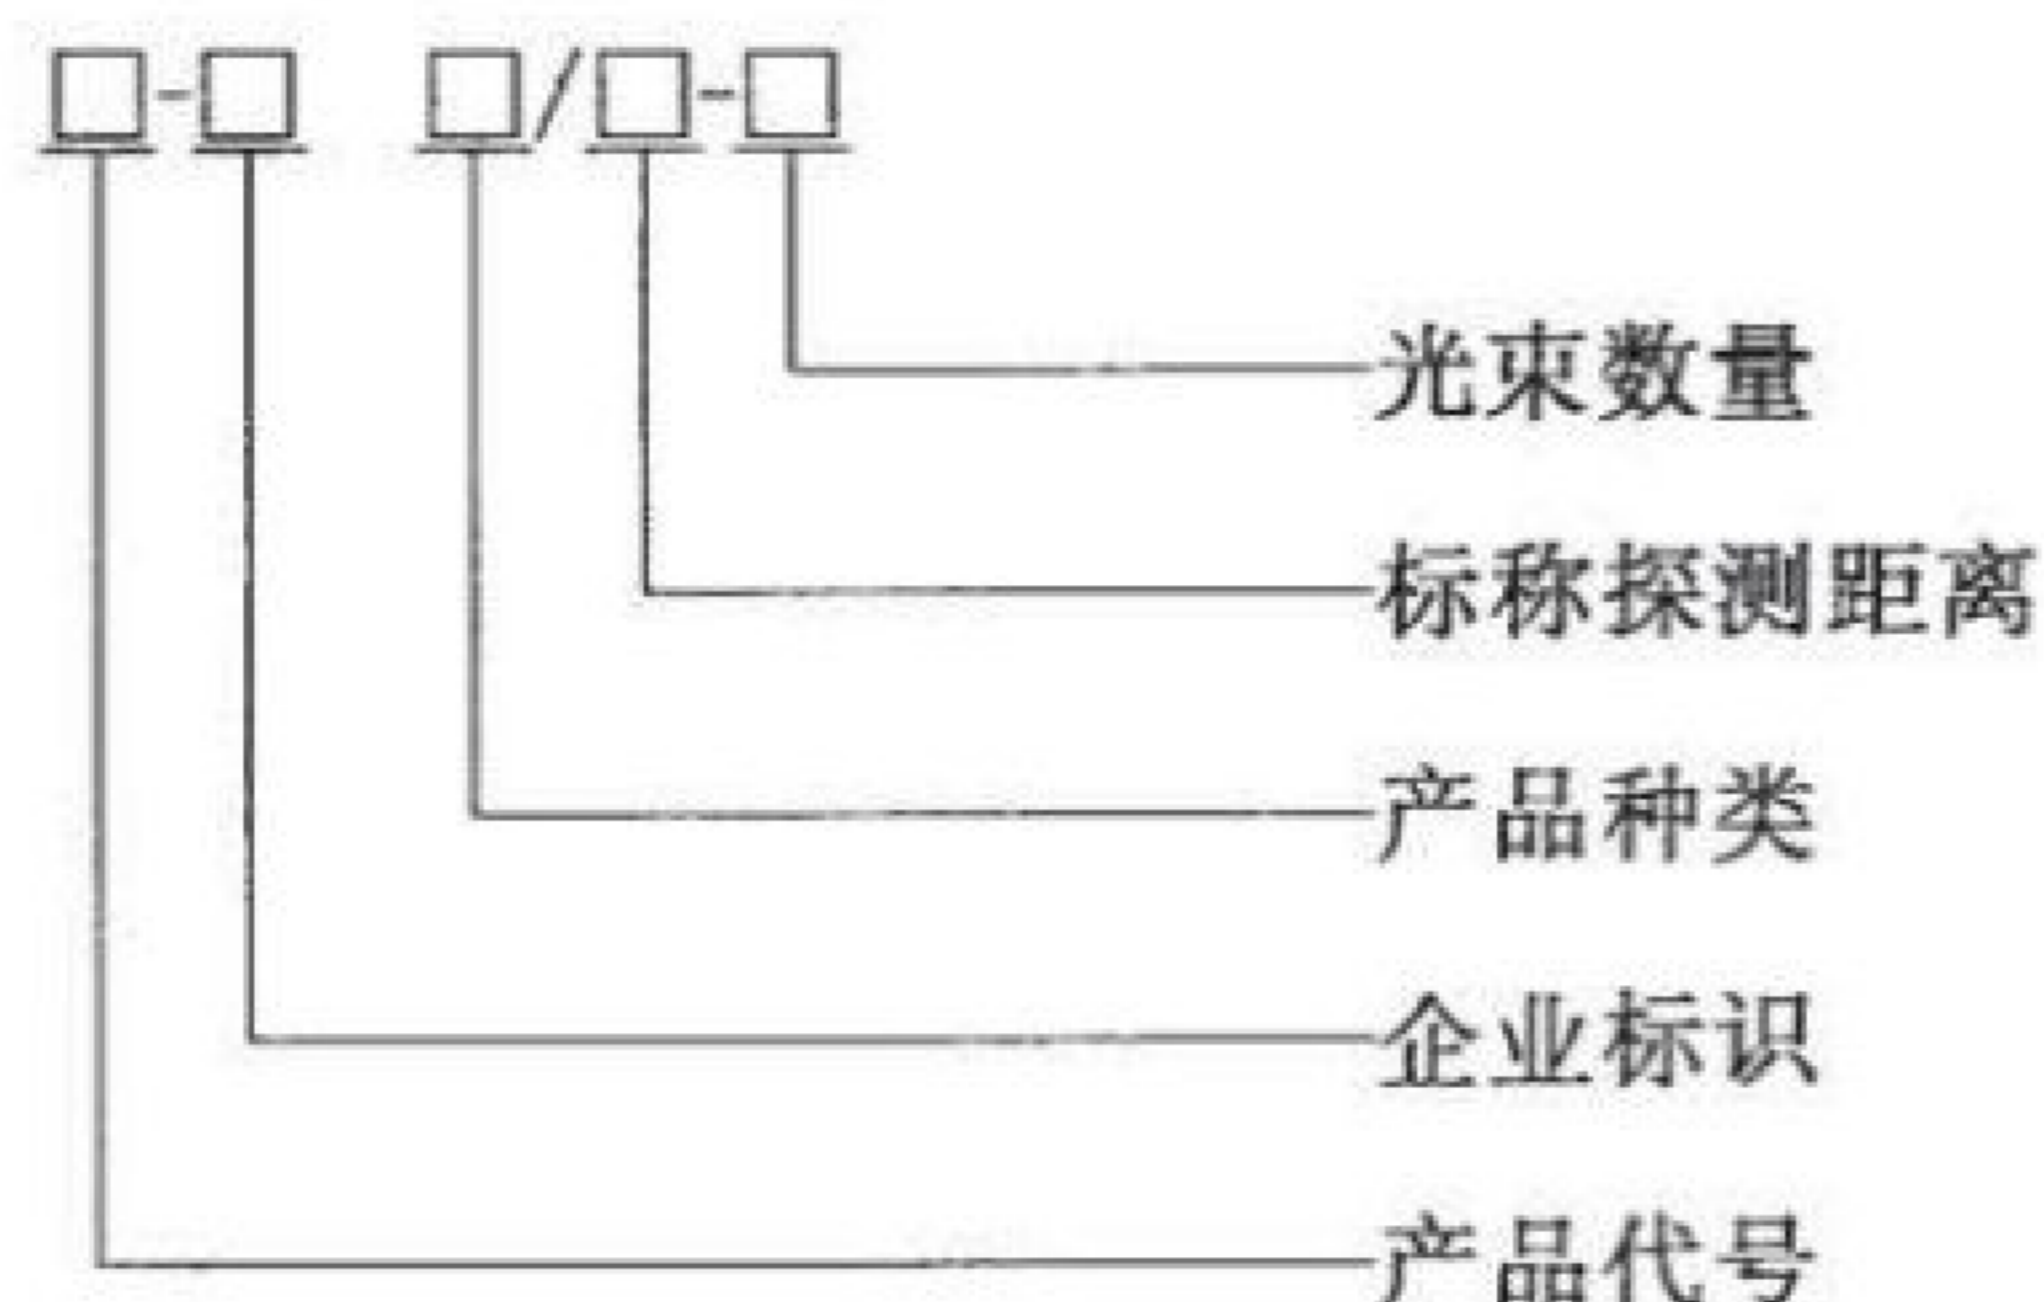 □-□ □/□-□
光束数量
标称探测距离
产品种类
企业标识
产品代号